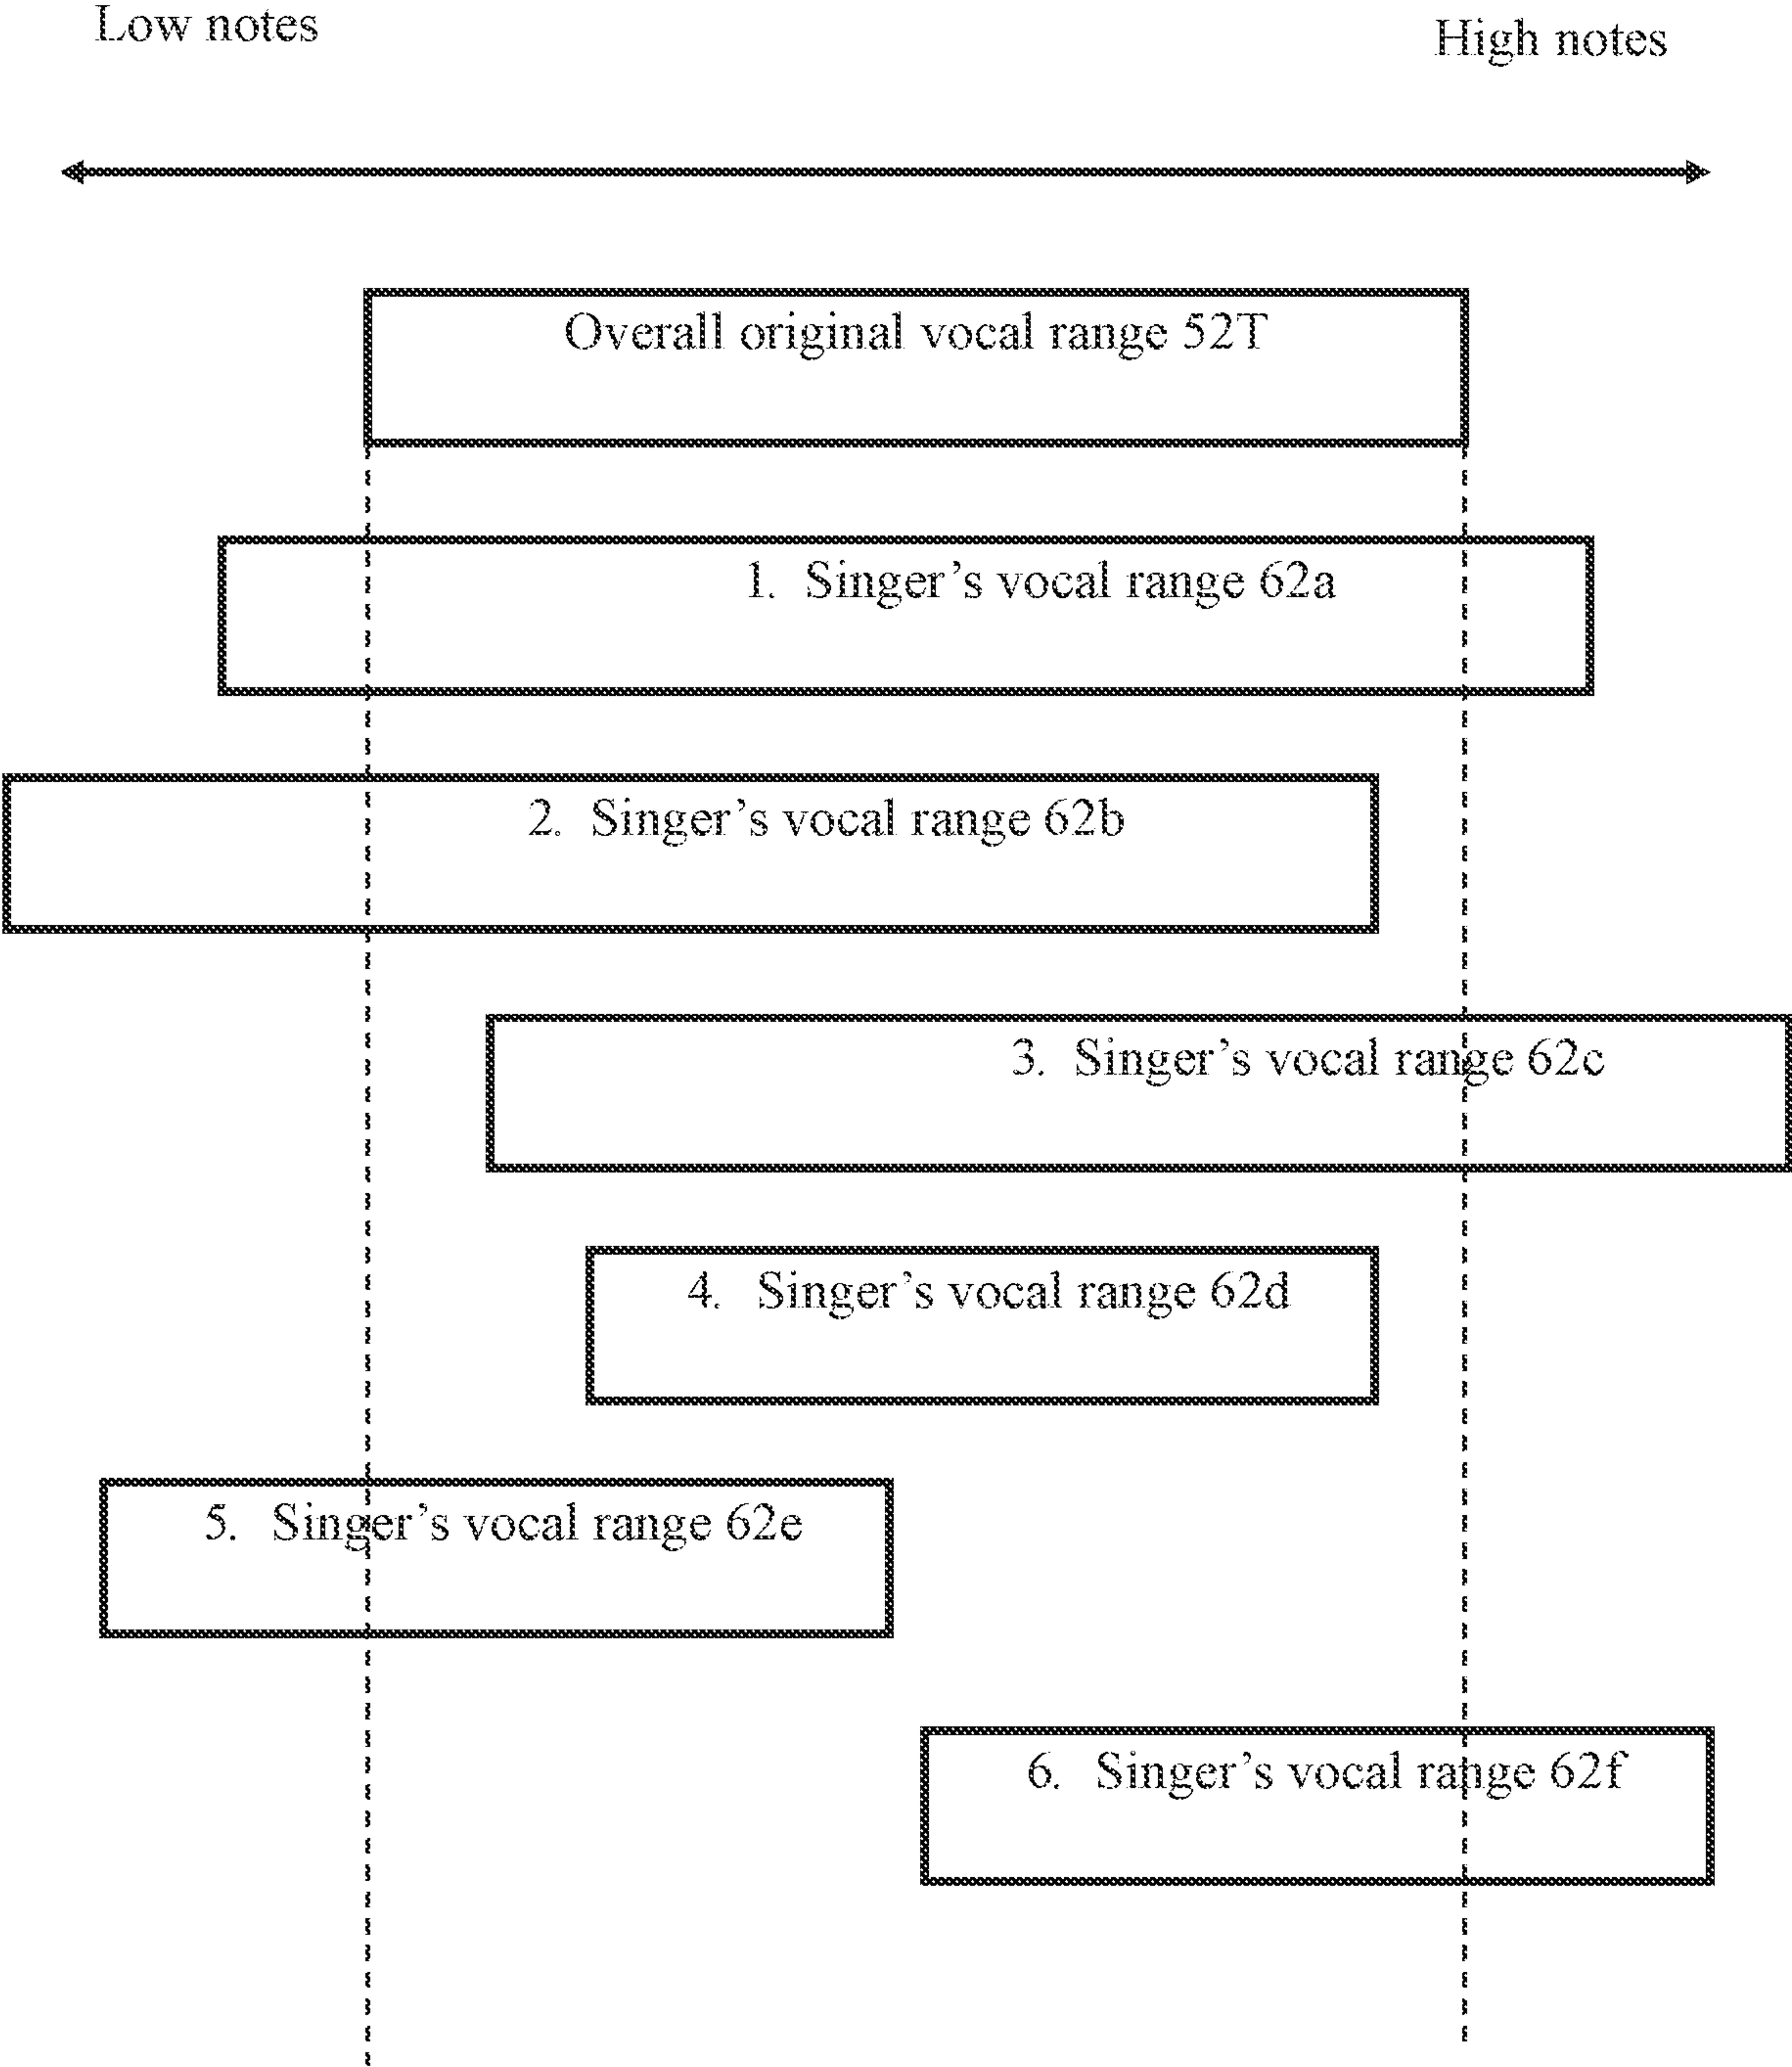 Low notes
High notes
Overall original vocal range 52T
1. Singer’s vocal range 62a
2. Singer’s vocal range 62b
3. Singer’s vocal range 62c
4. Singer’s vocal range 62d
5. Singer’s vocal range 62e
6. Singer’s vocal range 62f